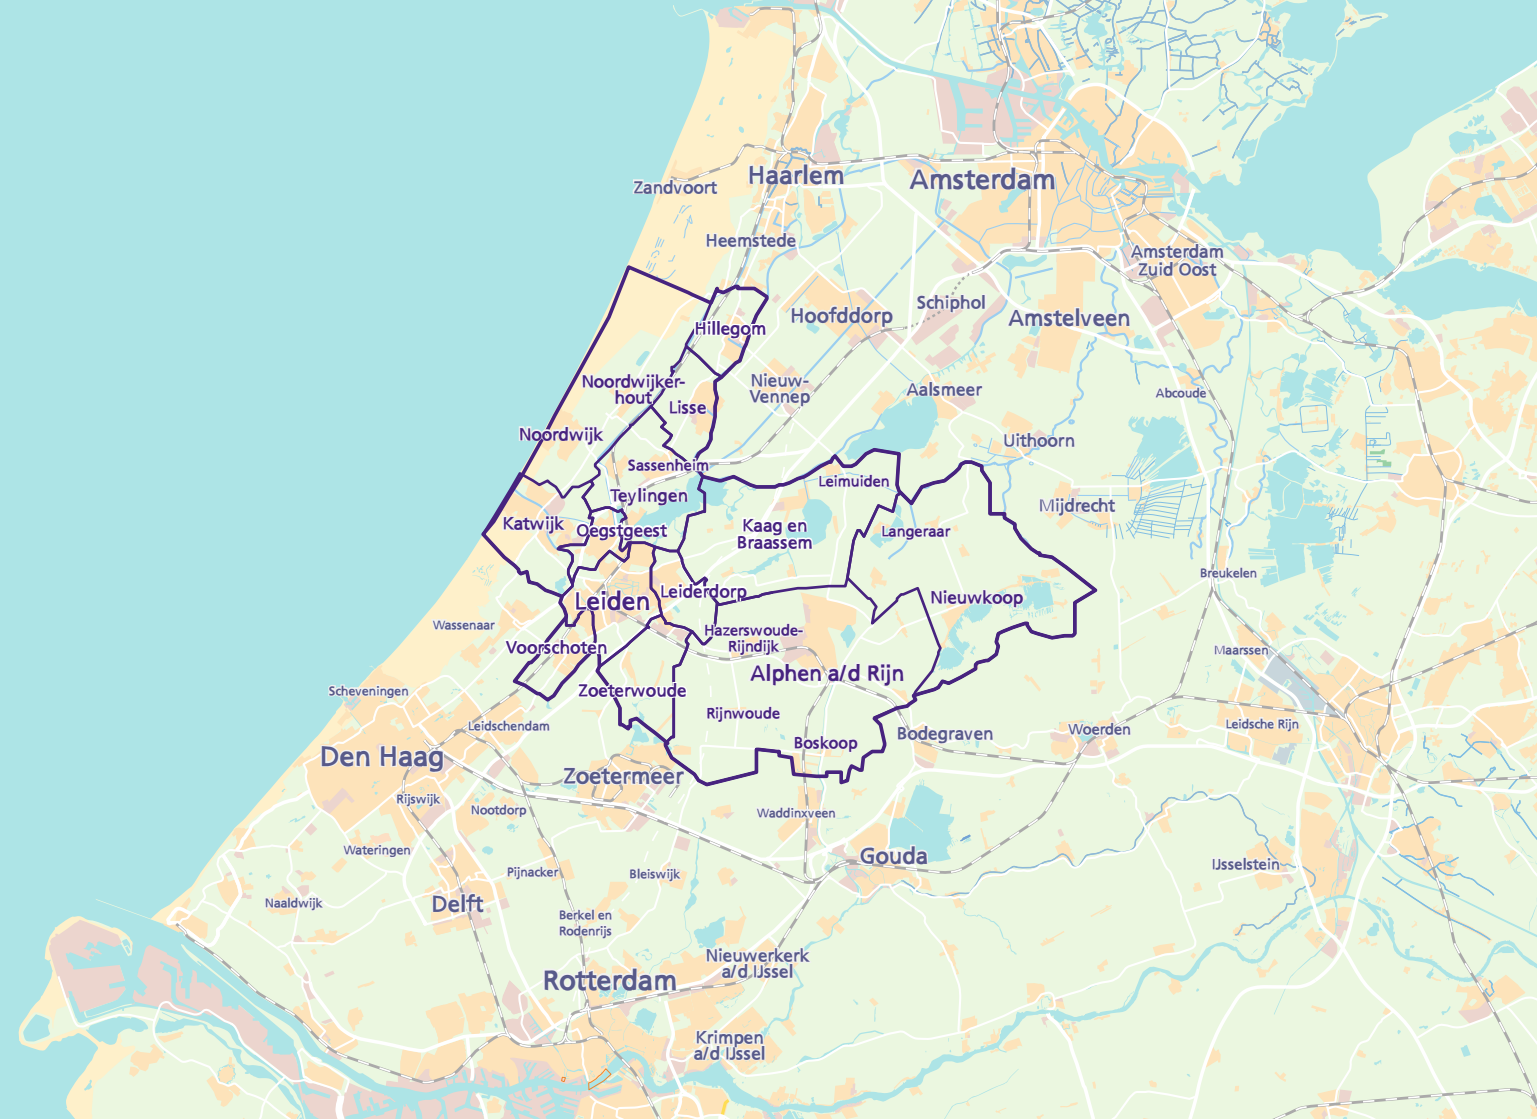 Haarlem
Amsterdam
Zandvoort
Heemstede
Amsterdam
Zuid Oost
Schiphol
Hoofddorp
Amstelveen
Hillegom
Noordwijker-
hout
Nieuw-
Vennep
Aalsmeer
Abcoude
Lisse
Noordwijk
Uithoorn
Sassenheim
Leimuiden
Teylingen
Mijdrecht
Katwijk
Oegstgeest
Kaag en
Braassem
Langeraar
Breukelen
Leiderdorp
Leiden
Nieuwkoop
Wassenaar
Hazerswoude-
Rijndijk
Voorschoten
Maarssen
Alphen a/d Rijn
Scheveningen
Zoeterwoude
Rijnwoude
Leidschendam
Leidsche Rijn
Bodegraven
Woerden
Boskoop
Den Haag
Zoetermeer
Rijswijk
Nootdorp
Waddinxveen
Wateringen
Gouda
IJsselstein
Pijnacker
Bleiswijk
Naaldwijk
Delft
Berkel en
Rodenrijs
Nieuwerkerk
a/d IJssel
Rotterdam
Krimpen
a/d IJssel